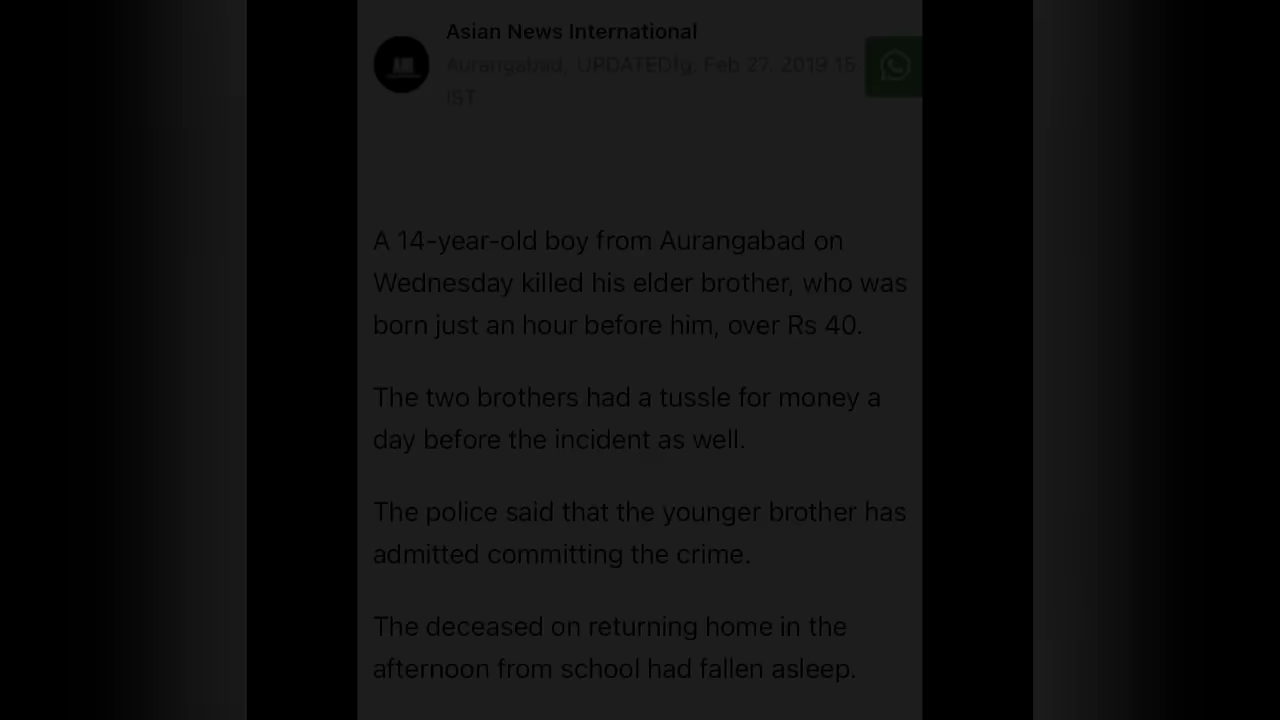 Asian News International
Aurangabad, UPDATED Feb 27, 2019 15
IST
A 14-year-old boy from Aurangabad on
Wednesday killed his elder brother, who was
born just an hour before him, over Rs 40.
The two brothers had a tussle for money a
day before the incident as well.
The police said that the younger brother has
admitted committing the crime.
The deceased on returning home in the
afternoon from school had fallen asleep.